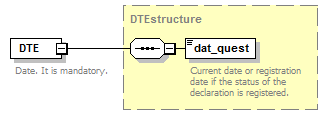 DTEstructure
DTE
dat_quest
Date. It is mandatory.
Current date or registration
date if the status of the
declaration is registered.